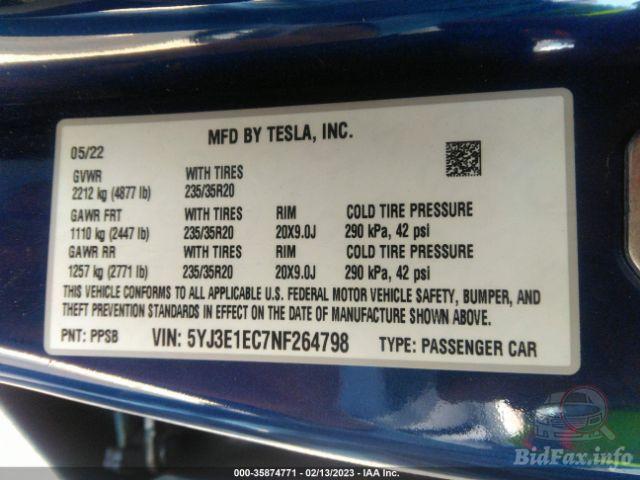 MFD BY TESLA, INC.
05/22
GVWR WITH TIRES
2212 kg (4877 lb) 235/35R20
GAWR FRT WITH TIRES RIM COLD TIRE PRESSURE
1110 kg (2447 lb) 235/35R20 20X9.0J 290 kPa, 42 psi
GAWR RR WITH TIRES RIM COLD TIRE PRESSURE
1257 kg (2771 lb) 235/35R20 20X9.0J 290 kPa, 42 psi
THIS VEHICLE CONFORMS TO ALL APPLICABLE U.S. FEDERAL MOTOR VEHICLE SAFETY, BUMPER, AND
THEFT PREVENTION STANDARDS IN EFFECT ON THE DATE OF MANUFACTURE SHOWN ABOVE.
PNT: PPSB VIN: 5YJ3E1EC7NF264798 TYPE: PASSENGER CAR
BidFax.info
000-35874771 - 02/13/2023 - IAA Inc.